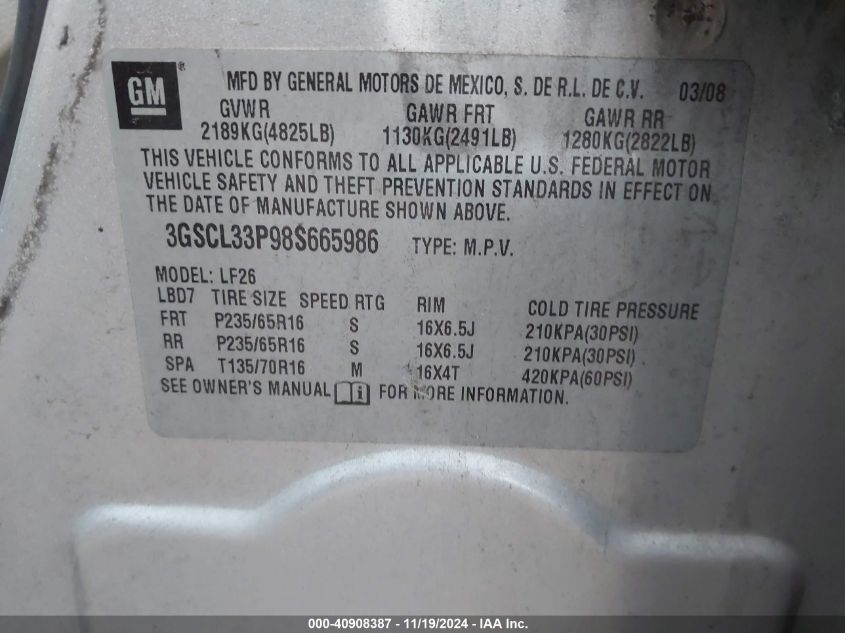 GM ®
MFD BY GENERAL MOTORS DE MEXICO, S. DE R.L. DE C.V. 03/08
GVWR GAWR FRT GAWR RR
2189KG(4825LB) 1130KG(2491LB) 1280KG(2822LB)
THIS VEHICLE CONFORMS TO ALL APPLICABLE U.S. FEDERAL MOTOR
VEHICLE SAFETY AND THEFT PREVENTION STANDARDS IN EFFECT ON
THE DATE OF MANUFACTURE SHOWN ABOVE.
3GSCL33P98S665986 TYPE: M.P.V.
MODEL: LF26
LBD7 TIRE SIZE SPEED RTG RIM COLD TIRE PRESSURE
FRT P235/65R16 S 16X6.5J 210KPA(30PSI)
RR P235/65R16 S 16X6.5J 210KPA(30PSI)
SPA T135/70R16 M 16X4T 420KPA(60PSI)
SEE OWNER'S MANUAL i FOR MORE INFORMATION.
000-40908387 - 11/19/2024 - IAA Inc.